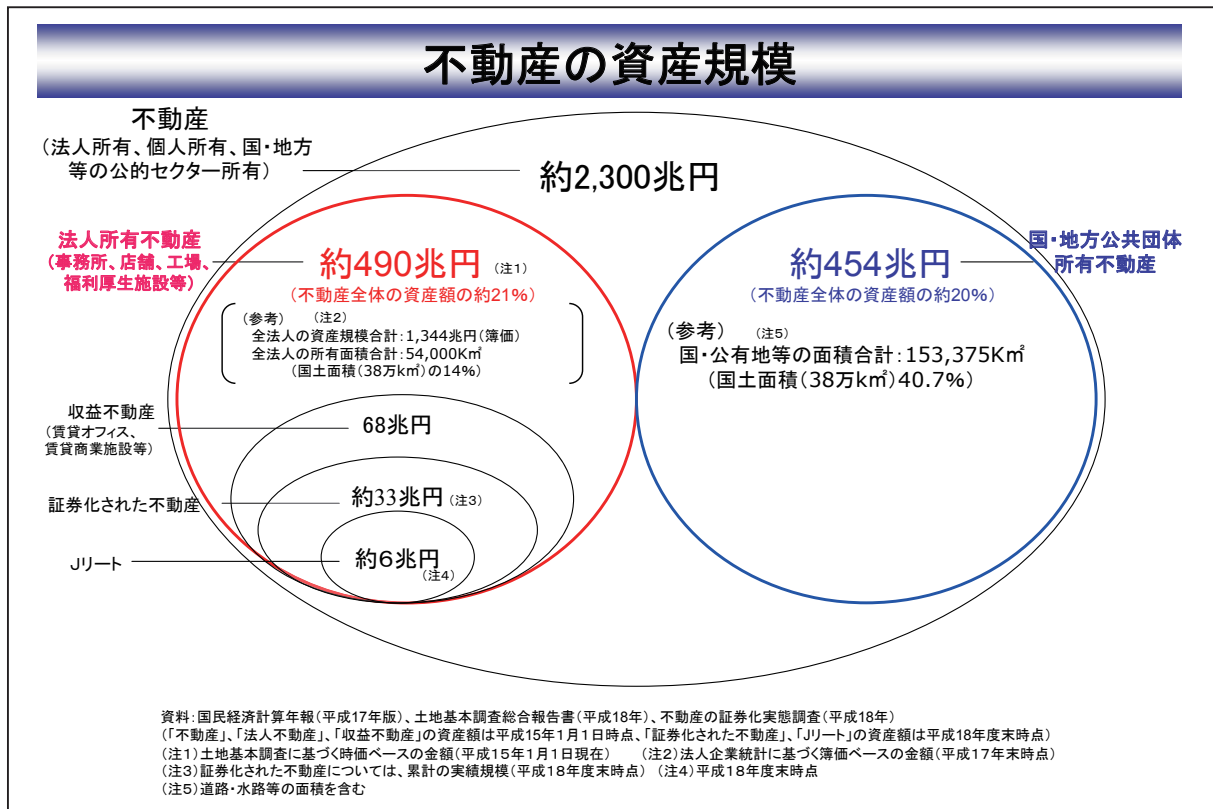 不動産の資産規模
不動産
(法人所有、個人所有、国・地方
等の公的セクター所有)
約2,300兆円
法人所有不動産
(事務所、店舗、工場、
福利厚生施設等)
約490兆円 (注1)
(不動産全体の資産額の約21%)
(参考) (注2)
全法人の資産規模合計:1,344兆円(簿価)
全法人の所有面積合計:54,000K㎡
(国土面積(38万k㎡)の14%)
国・地方公共団体
所有不動産
約454兆円
(不動産全体の資産額の約20%)
(参考) (注5)
国・公有地等の面積合計:153,375K㎡
(国土面積(38万k㎡)40.7%)
収益不動産
(賃貸オフィス、
賃貸商業施設等)
68兆円
証券化された不動産
約33兆円 (注3)
Jリート
約6兆円
(注4)
資料:国民経済計算年報(平成17年版)、土地基本調査総合報告書(平成18年)、不動産の証券化実態調査(平成18年)
(「不動産」、「法人不動産」、「収益不動産」の資産額は平成15年1月1日時点、「証券化された不動産」、「Jリート」の資産額は平成18年度末時点)
(注1)土地基本調査に基づく時価ベースの金額(平成15年1月1日現在) (注2)法人企業統計に基づく簿価ベースの金額(平成17年末時点)
(注3)証券化された不動産については、累計の実績規模(平成18年度末時点) (注4)平成18年度末時点
(注5)道路・水路等の面積を含む